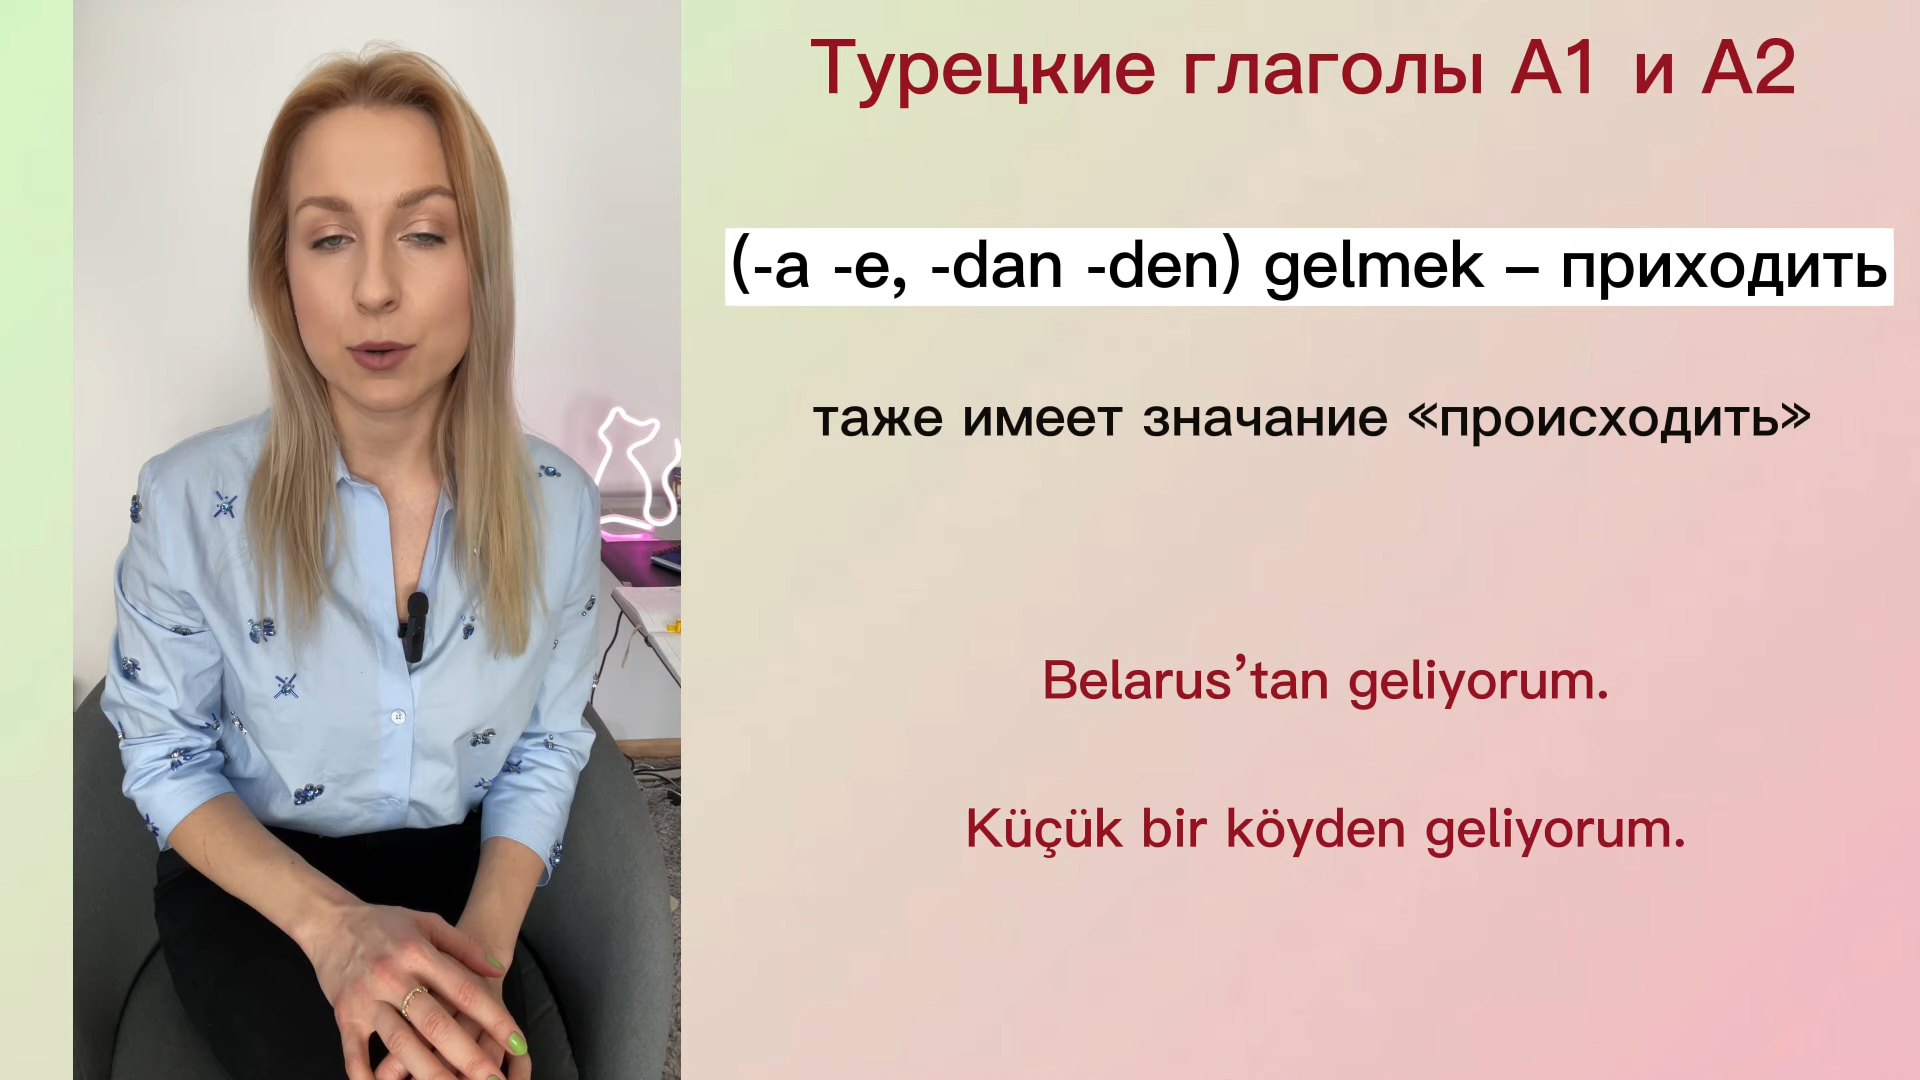 Турецкие глаголы А1 и А2
(-a -e, -dan -den) gelmek – приходить
таже имеет значание «происходить»
Belarus’tan geliyorum.
Küçük bir köyden geliyorum.